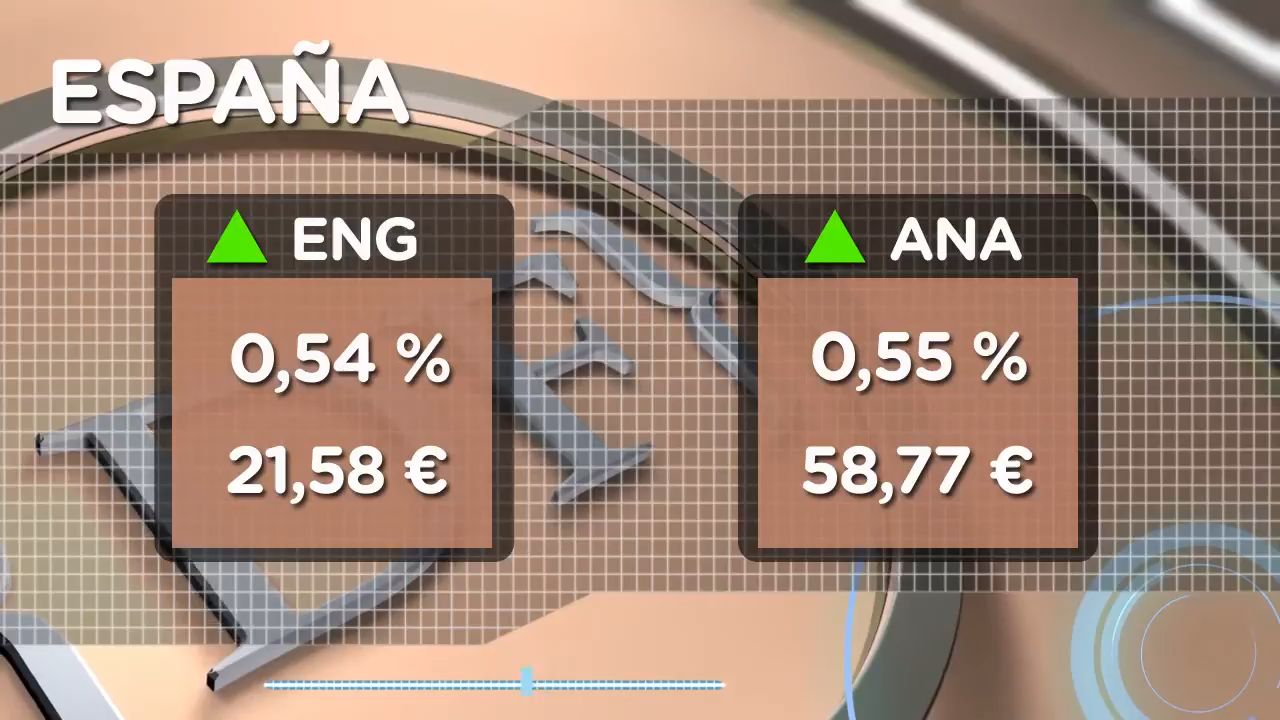 ESPAÑA
ENG
0,54 %
21,58 €
ANA
0,55 %
58,77 €